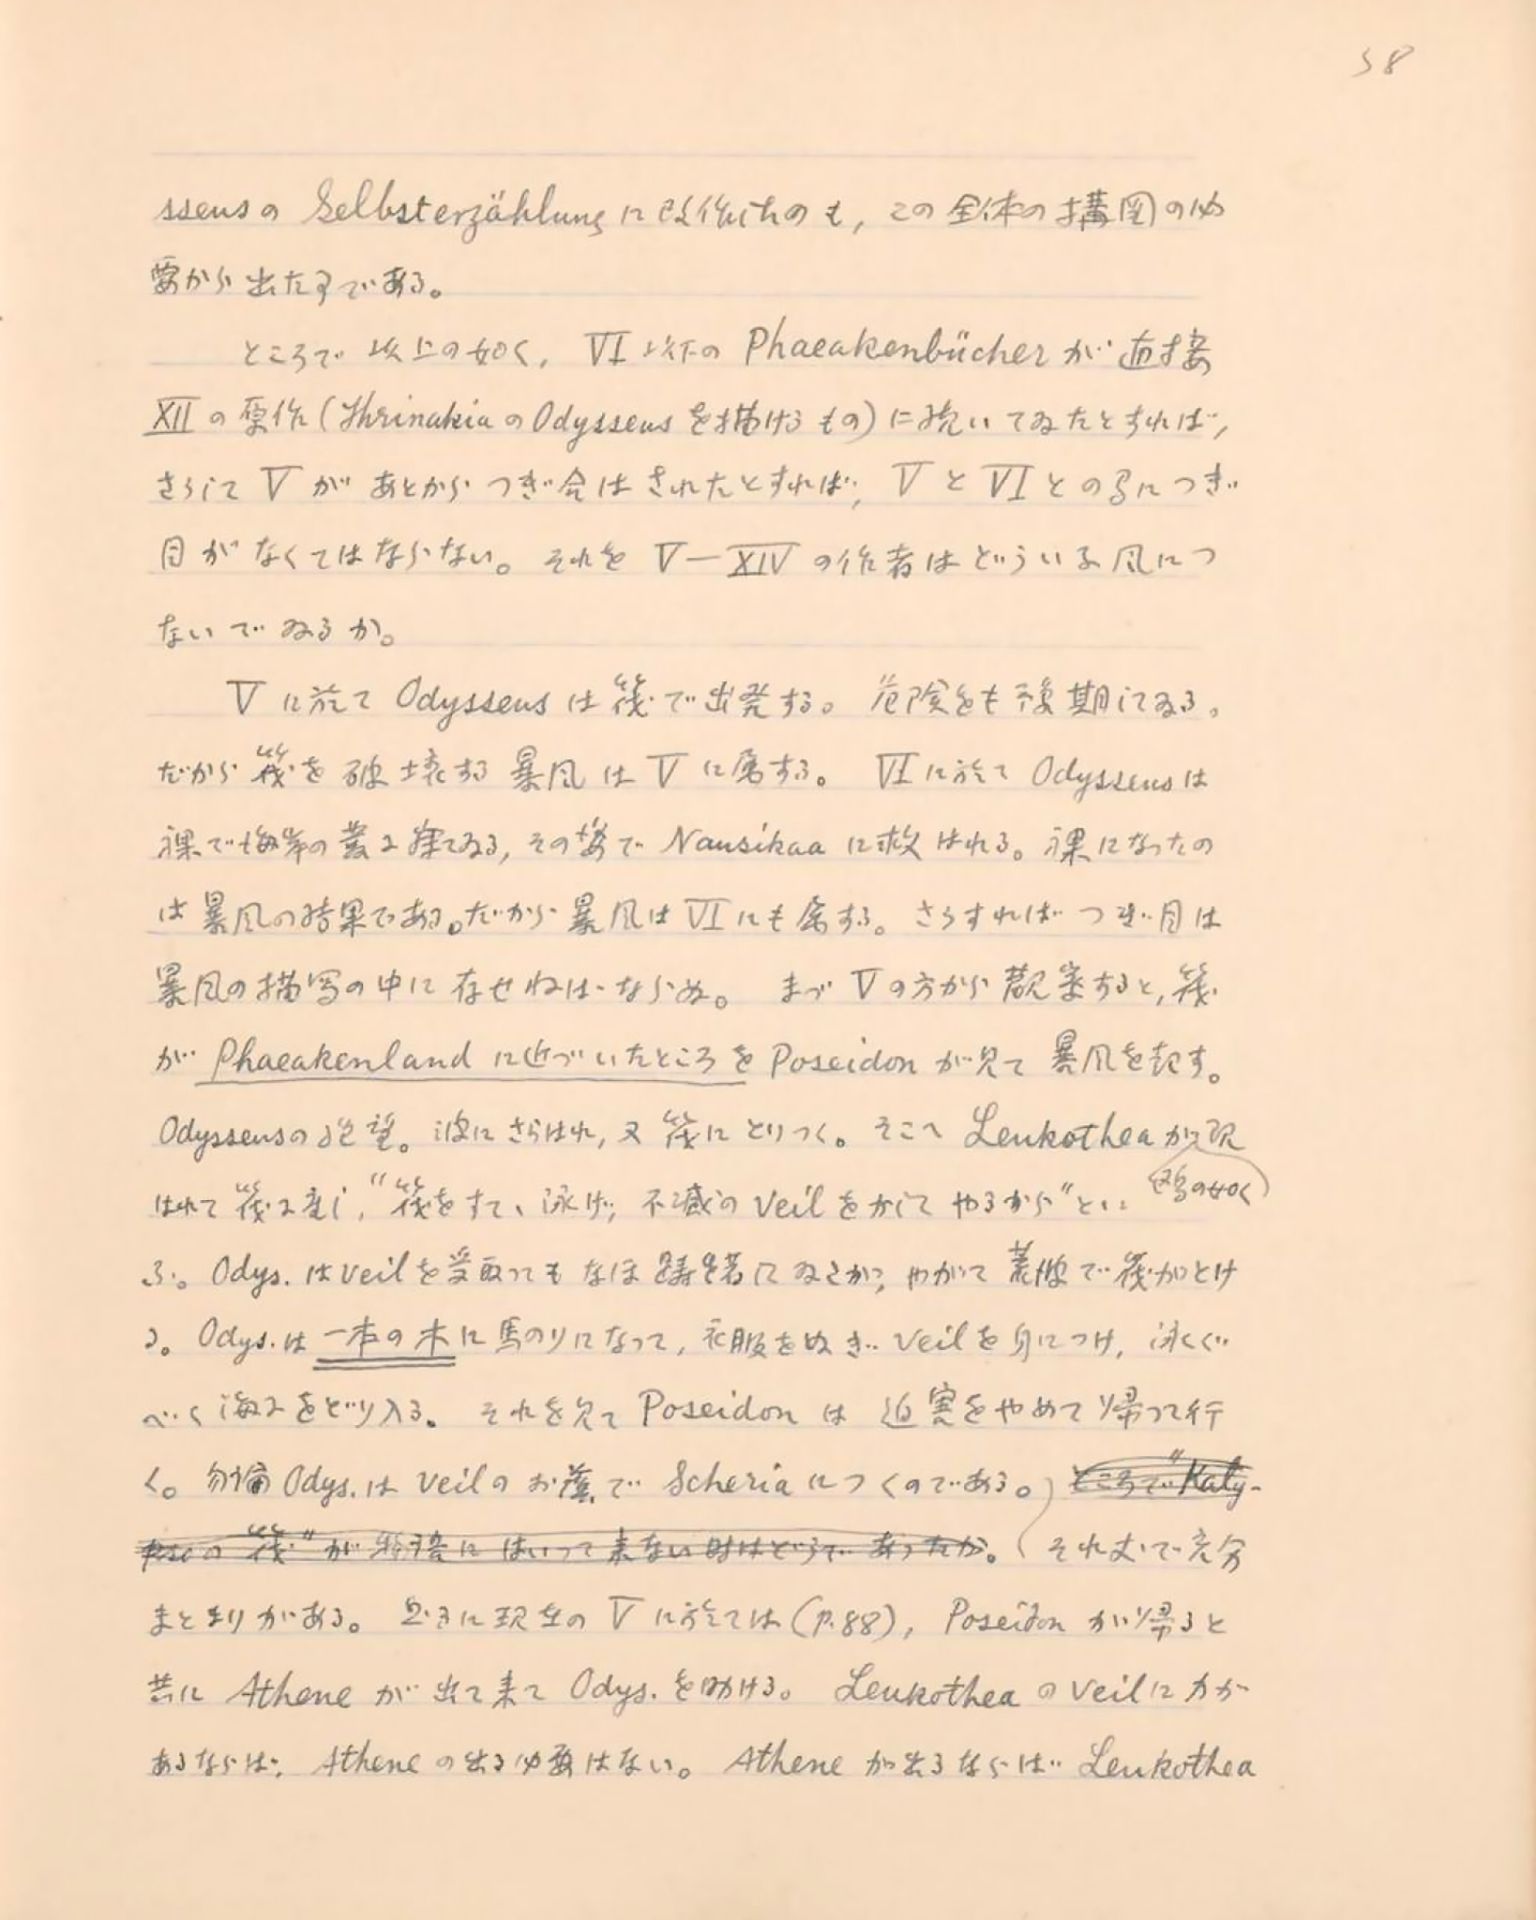 58
sseus の Selbsterzählung に改作したのも, この全体の構図の必
要から出た事である。
ところで 以上の如く, VI 以下の Phaeakenbücher が 直接
XII の原作 (Thrinakia の Odysseus を描けるもの) に続いてゐたとすれば,
さうして V が あとから つぎ合はされたとすれば, V と VI との間につぎ
目がなくてはならない。 それを V—XIV の作者は どういふ風につ
ないでゐるか。
V に於て Odysseus は 筏で出発する。 危険をも予期してゐる。
だから 筏を破壊する暴風は V に属する。 VI に於て Odysseus は
裸で海岸の叢に寐てゐる, その姿で Nausikaa に救はれる。 裸になったの
は暴風の結果である。だから 暴風は VI にも属する。 さうすれば つぎ目は
暴風の描写の中に存せねばならぬ。 まづ V の方から観察すると, 筏
が Phaeakenland に近づいたところを Poseidon が見て 暴風を起す。
Odysseus の絶望。 波にさらはれ, 又 筏にとりつく。 そこへ Leukothea が現
(鴎の如く)
はれて 筏に座し, “筏をすて、泳げ, 不滅の Veil をかしてやるから” とい
ふ。 Odys. は Veil を受取っても なほ躊躇してゐるが, やがて 荒波で筏がとけ
る。 Odys. は 一本の木に馬のりになって, 衣服をぬぎ Veil を身につけ, 泳ぐ
べく海にをどり入る。 それを見て Poseidon は 迫害をやめて帰って行
く。 勿論 Odys. は Veil のお蔭で Scheria につくのである。 ところで “Kaly-
psoの筏” が 物語に はいって来ない時はどうであったか。 それ丈で充分
まとまりがある。 然るに現在の V に於ては (p.88), Poseidon が帰ると
共に Athene が出て来て Odys. を助ける。 Leukothea の Veil に力が
あるならば, Athene の出る必要はない。 Athene が出るならば Leukothea